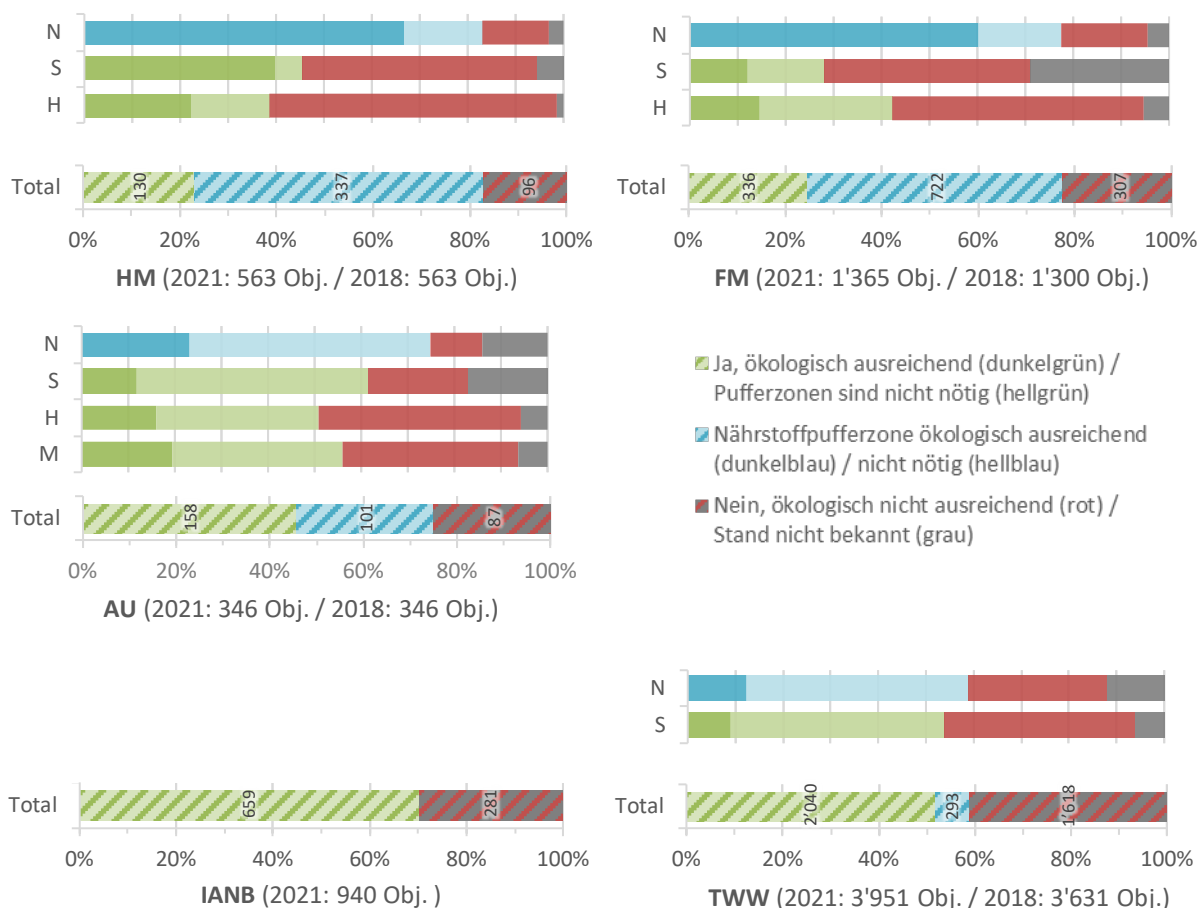 N
S
H
Total
130
337
96
0% 20% 40% 60% 80% 100%
HM (2021: 563 Obj. / 2018: 563 Obj.)
N
S
H
Total
336
722
307
0% 20% 40% 60% 80% 100%
FM (2021: 1'365 Obj. / 2018: 1'300 Obj.)
N
S
H
M
Total
158
101
87
0% 20% 40% 60% 80% 100%
AU (2021: 346 Obj. / 2018: 346 Obj.)
Ja, ökologisch ausreichend (dunkelgrün) /
Pufferzonen sind nicht nötig (hellgrün)
Nährstoffpufferzone ökologisch ausreichend
(dunkelblau) / nicht nötig (hellblau)
Nein, ökologisch nicht ausreichend (rot) /
Stand nicht bekannt (grau)
Total
659
281
0% 20% 40% 60% 80% 100%
IANB (2021: 940 Obj. )
N
S
Total
2'040
293
1'618
0% 20% 40% 60% 80% 100%
TWW (2021: 3'951 Obj. / 2018: 3'631 Obj.)